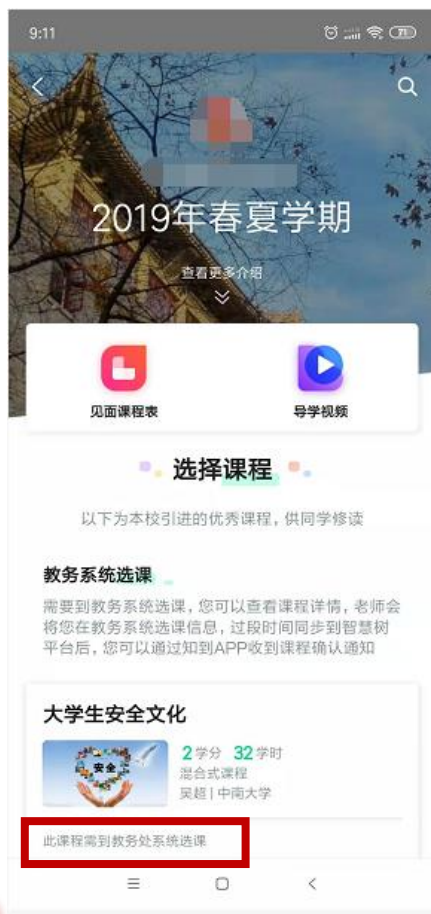 9:11
71
2019年春夏学期
查看更多介绍
见面课程表
导学视频
选择课程
以下为本校引进的优秀课程，供同学修读
教务系统选课
需要到教务系统选课，您可以查看课程详情，老师会
将您在教务系统选课信息，过段时间同步到智慧树
平台后，您可以通过知到APP收到课程确认通知
大学生安全文化
安全
2学分 32学时
混合式课程
吴超 | 中南大学
此课程需到教务处系统选课